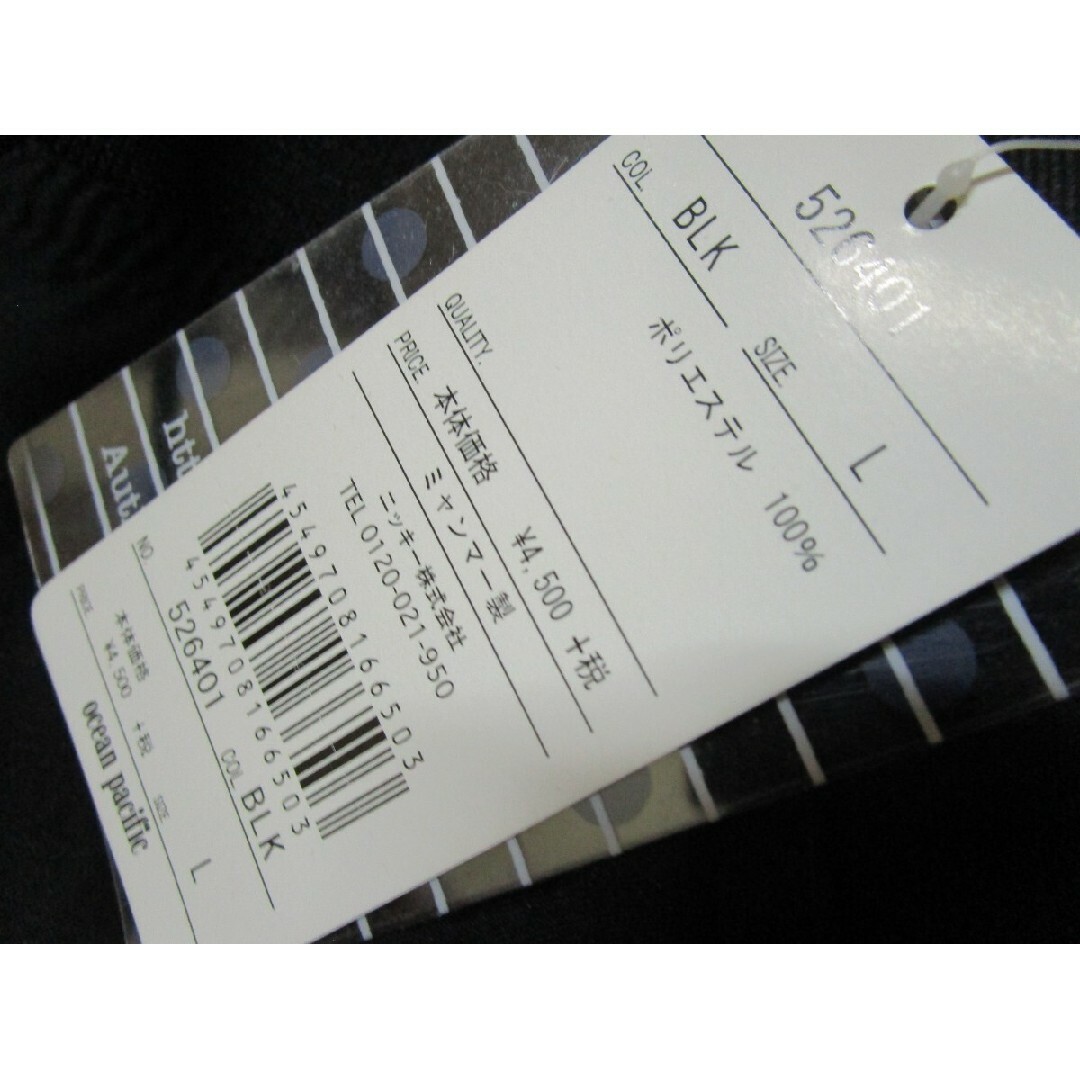 526401
COL. BLK SIZE. L
ポリエステル 100%
QUALITY.
PRICE 本体価格 ¥4,500 +税
ミャンマー製
ニッキー株式会社
TEL 0120-021-950
4549708166503
4549708166503
NO. 526401 COL BLK
PRICE 本体価格 ¥4,500 +税 SIZE L
ocean pacific
htt
Aut